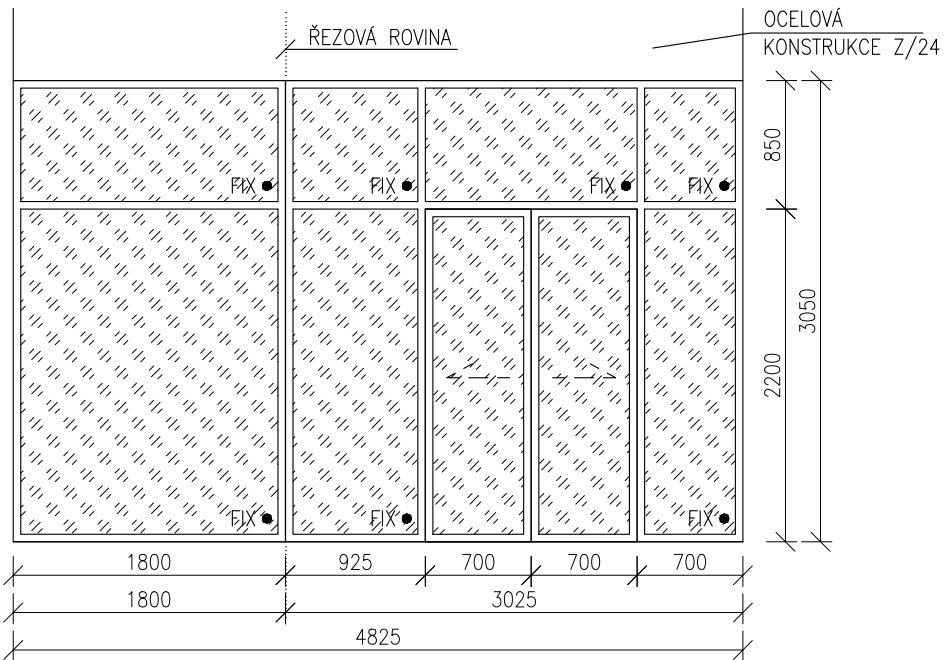 OCELOVÁ
KONSTRUKCE Z/24
ŘEZOVÁ ROVINA
850
FIX
FIX
FIX
FIX
3050
2200
FIX
FIX
FIX
1800
925
700
700
700
1800
3025
4825